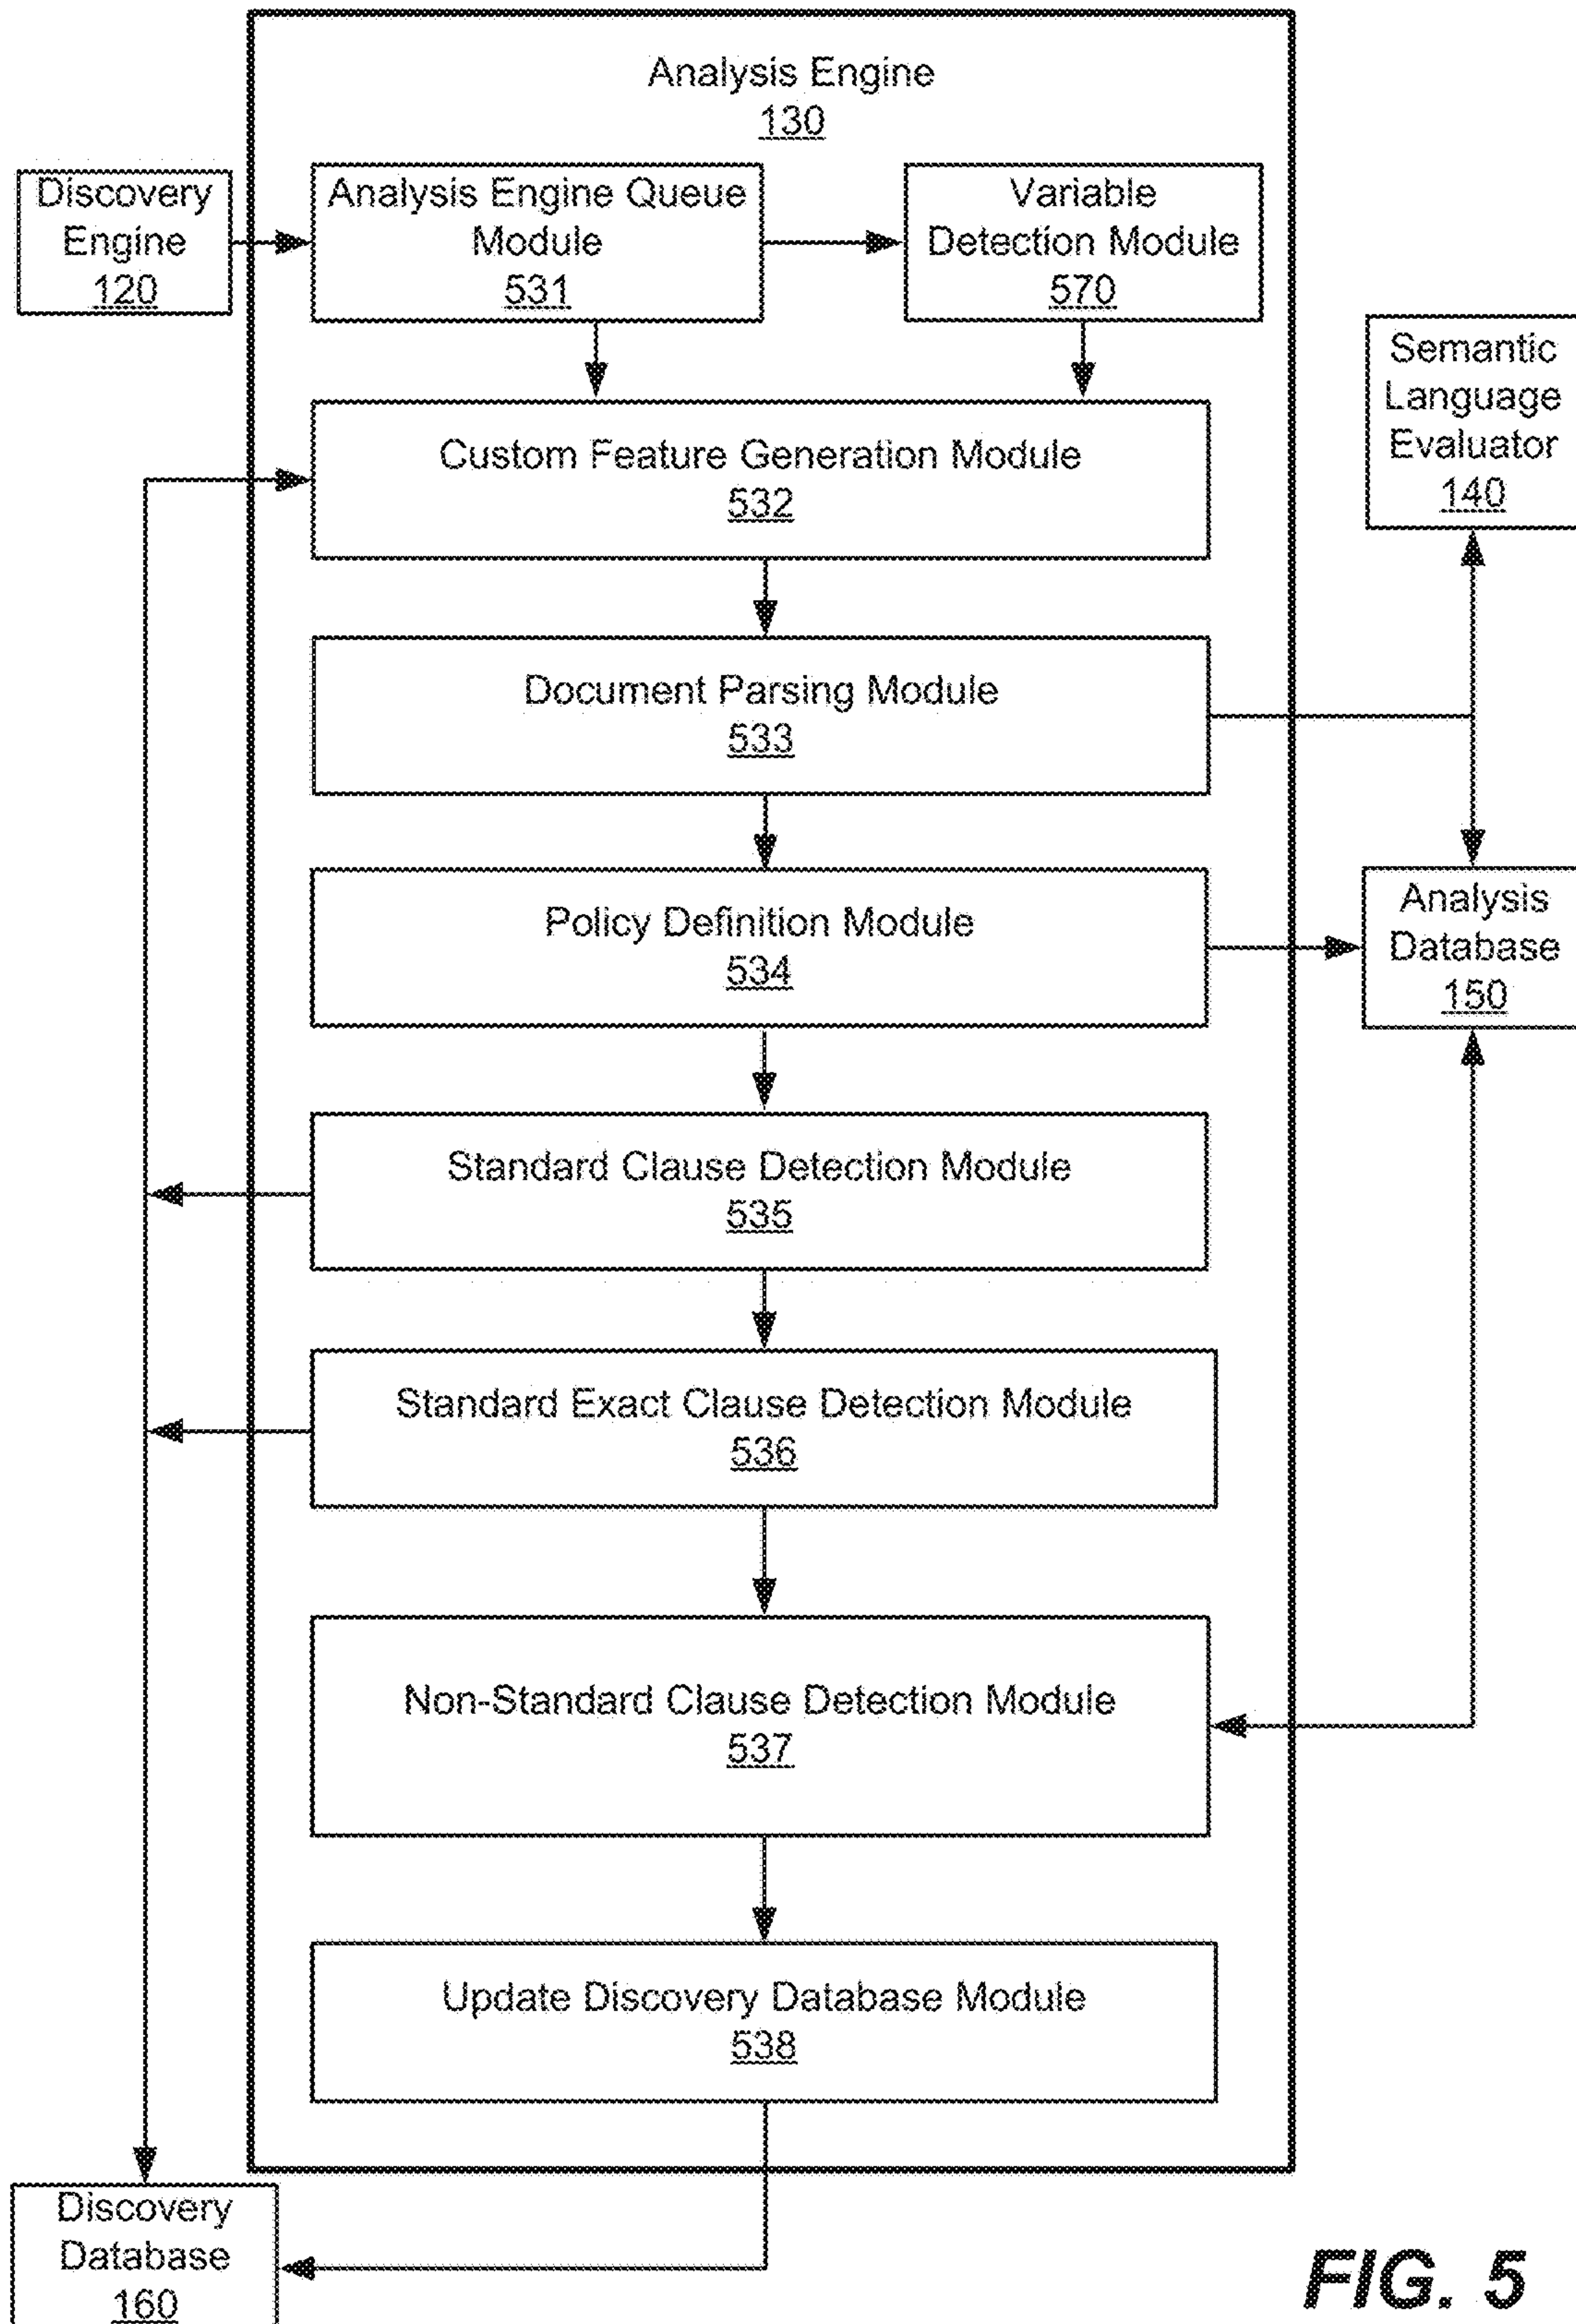 Analysis Engine
130
Discovery
Engine
120
Analysis Engine Queue
Module
531
Variable
Detection Module
570
Semantic
Language
Evaluator
140
Custom Feature Generation Module
532
Document Parsing Module
533
Policy Definition Module
534
Analysis
Database
150
Standard Clause Detection Module
535
Standard Exact Clause Detection Module
536
Non-Standard Clause Detection Module
537
Update Discovery Database Module
538
Discovery
Database
160
FIG. 5